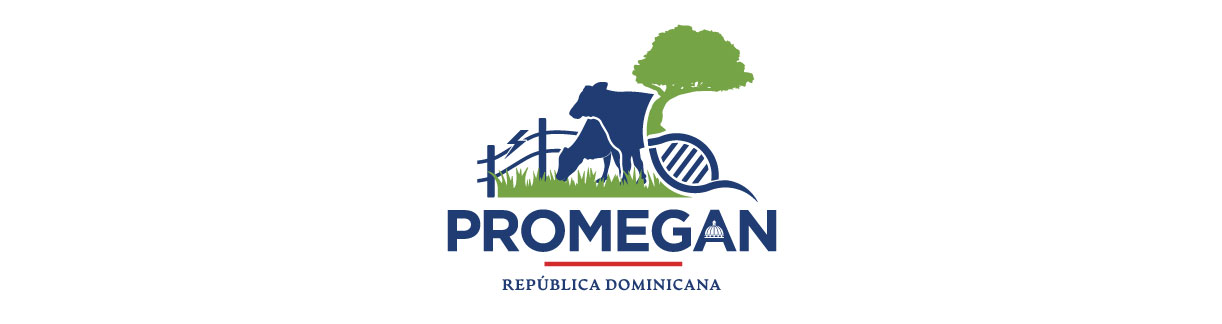 PROMEGAN
REPÚBLICA DOMINICANA